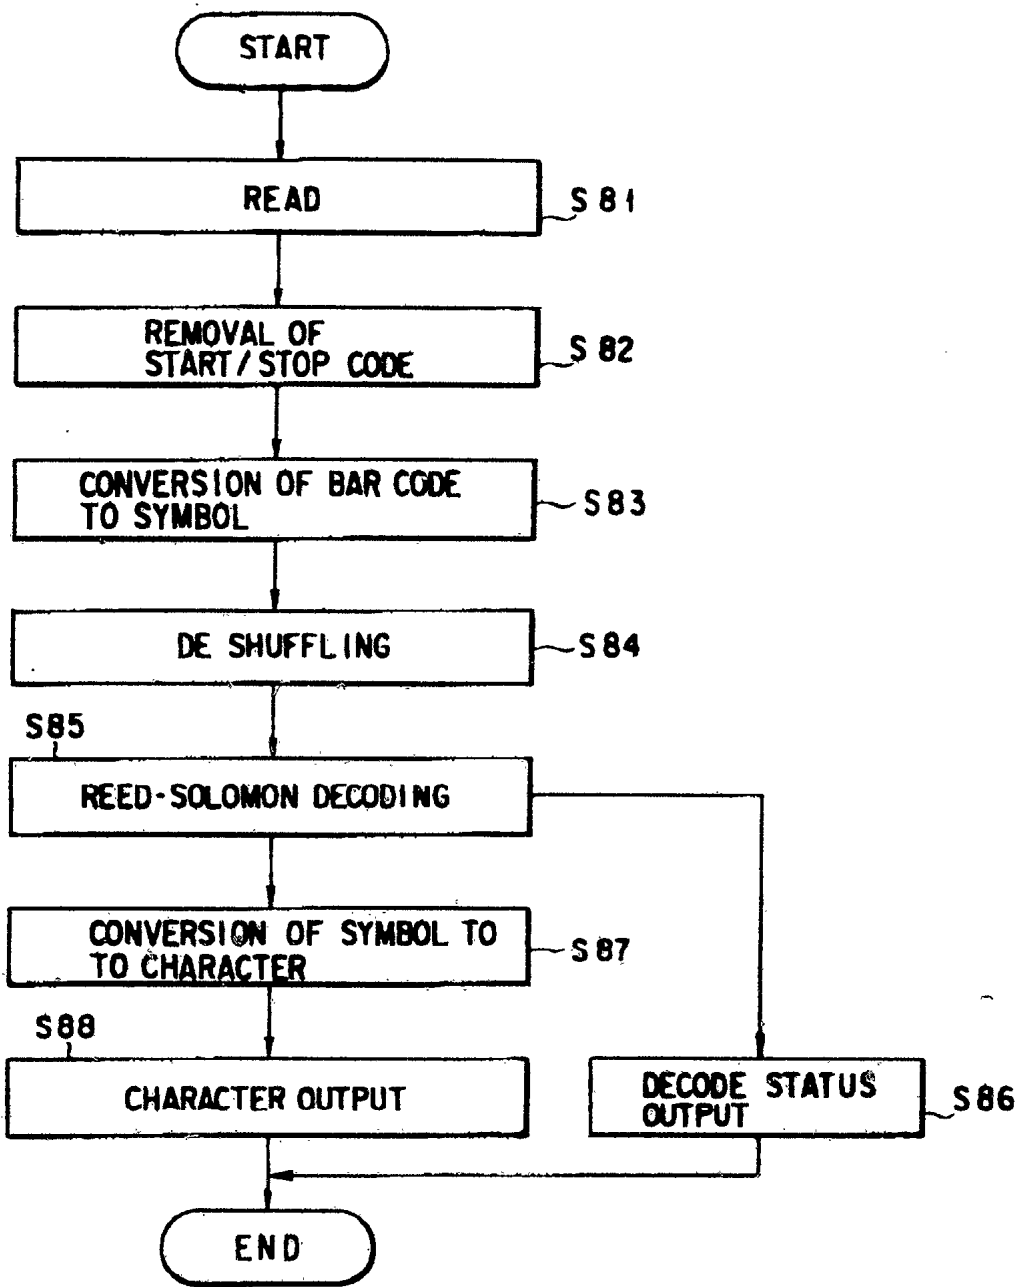 START
READ
S81
REMOVAL OF
START/STOP CODE
S82
CONVERSION OF BAR CODE
TO SYMBOL
S83
DE SHUFFLING
S84
S85
REED-SOLOMON DECODING
CONVERSION OF SYMBOL TO
TO CHARACTER
S87
S88
CHARACTER OUTPUT
DECODE STATUS
OUTPUT
S86
END